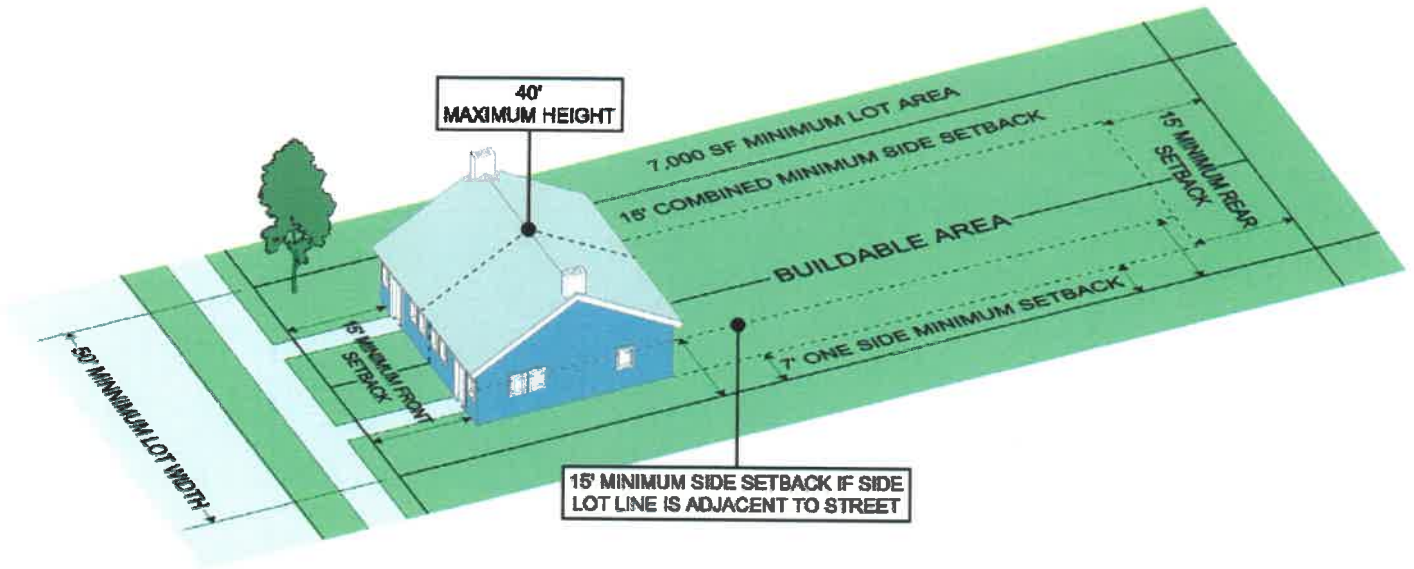 40'
MAXIMUM HEIGHT
7,000 SF MINIMUM LOT AREA
15' COMBINED MINIMUM SIDE SETBACK
15' MINIMUM REAR
SETBACK
BUILDABLE AREA
7' ONE SIDE MINIMUM SETBACK
15' MINIMUM FRONT
SETBACK
50' MINNIMUM LOT WIDTH
15' MINIMUM SIDE SETBACK IF SIDE
LOT LINE IS ADJACENT TO STREET